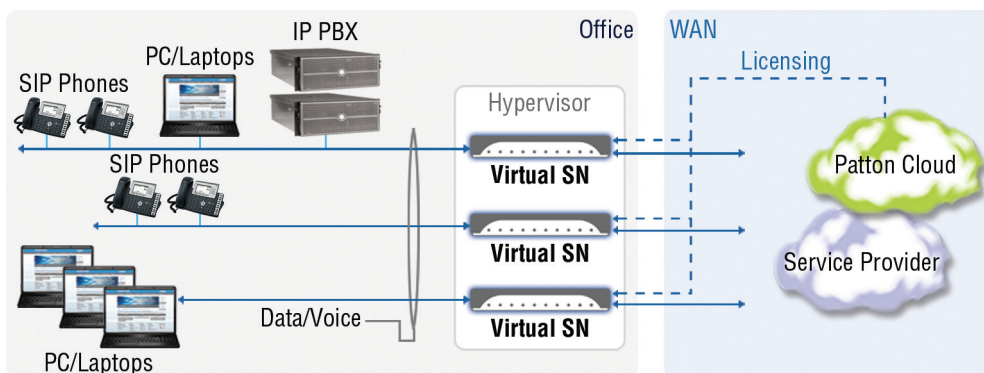 IP PBX
Office
WAN
PC/Laptops
Licensing
SIP Phones
Hypervisor
Virtual SN
Patton Cloud
SIP Phones
Virtual SN
Service Provider
Data/Voice
Virtual SN
PC/Laptops